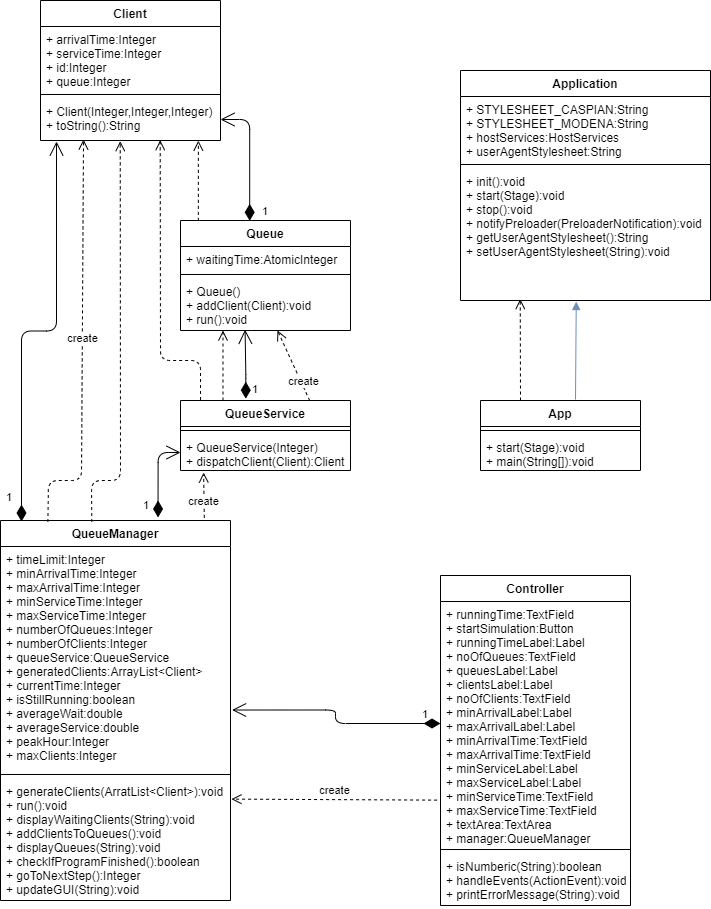 Client
+ arrivalTime:Integer
+ serviceTime:Integer
+ id:Integer
+ queue:Integer
+ Client(Integer,Integer,Integer)
+ toString():String
Application
+ STYLESHEET_CASPIAN:String
+ STYLESHEET_MODENA:String
+ hostServices:HostServices
+ userAgentStylesheet:String
+ init():void
+ start(Stage):void
+ stop():void
+ notifyPreloader(PreloaderNotification):void
+ getUserAgentStylesheet():String
+ setUserAgentStylesheet(String):void
1
Queue
+ waitingTime:AtomicInteger
+ Queue()
+ addClient(Client):void
+ run():void
create
create
1
QueueService
+ QueueService(Integer)
+ dispatchClient(Client):Client
App
+ start(Stage):void
+ main(String[]):void
1
1
create
QueueManager
+ timeLimit:Integer
+ minArrivalTime:Integer
+ maxArrivalTime:Integer
+ minServiceTime:Integer
+ maxServiceTime:Integer
+ numberOfQueues:Integer
+ numberOfClients:Integer
+ queueService:QueueService
+ generatedClients:ArrayList<Client>
+ currentTime:Integer
+ isStillRunning:boolean
+ averageWait:double
+ averageService:double
+ peakHour:Integer
+ maxClients:Integer
+ generateClients(ArratList<Client>):void
+ run():void
+ displayWaitingClients(String):void
+ addClientsToQueues():void
+ displayQueues(String):void
+ checkIfProgramFinished():boolean
+ goToNextStep():Integer
+ updateGUI(String):void
1
create
Controller
+ runningTime:TextField
+ startSimulation:Button
+ runningTimeLabel:Label
+ noOfQueues:TextField
+ queuesLabel:Label
+ clientsLabel:Label
+ noOfClients:TextField
+ minArrivalLabel:Label
+ maxArrivalLabel:Label
+ minArrivalTime:TextField
+ maxArrivalTime:TextField
+ minServiceLabel:Label
+ maxServiceLabel:Label
+ minServiceTime:TextField
+ maxServiceTime:TextField
+ textArea:TextArea
+ manager:QueueManager
+ isNumberic(String):boolean
+ handleEvents(ActionEvent):void
+ printErrorMessage(String):void